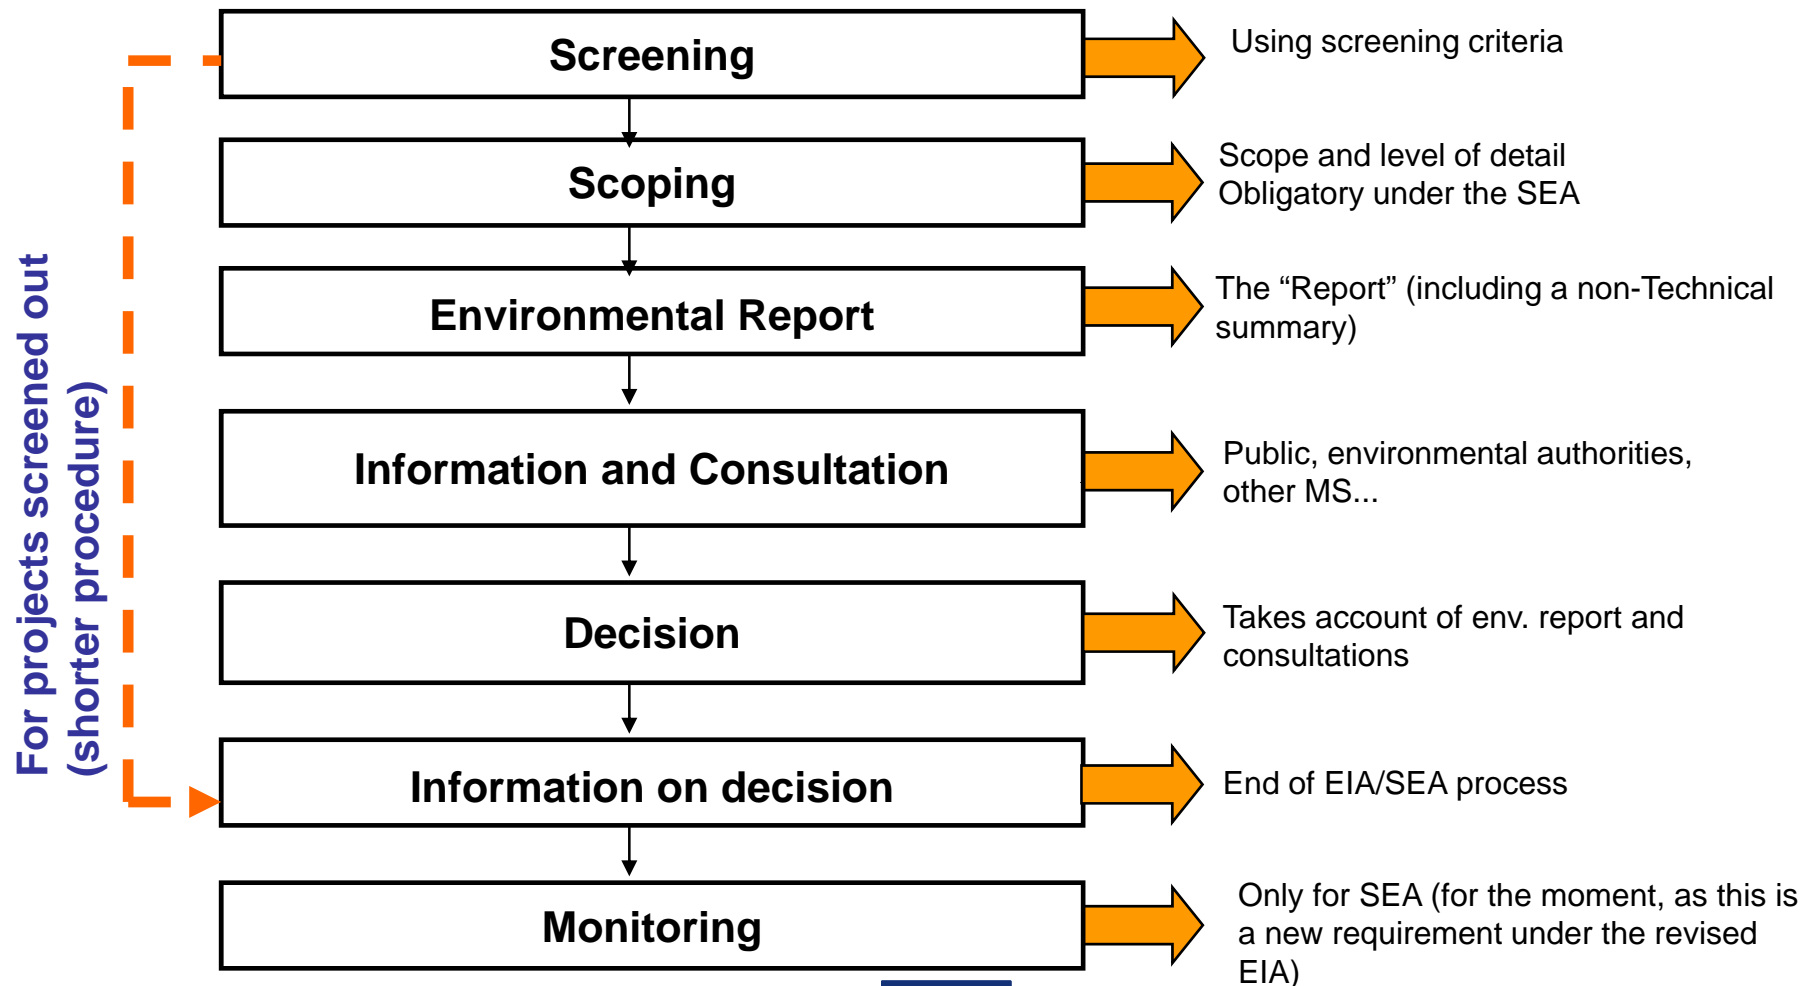 Screening
Using screening criteria
Scoping
Scope and level of detail
Obligatory under the SEA
Environmental Report
The “Report” (including a non-Technical
summary)
Information and Consultation
Public, environmental authorities,
other MS...
Decision
Takes account of env. report and
consultations
Information on decision
End of EIA/SEA process
Monitoring
Only for SEA (for the moment, as this is
a new requirement under the revised
EIA)
For projects screened out
(shorter procedure)